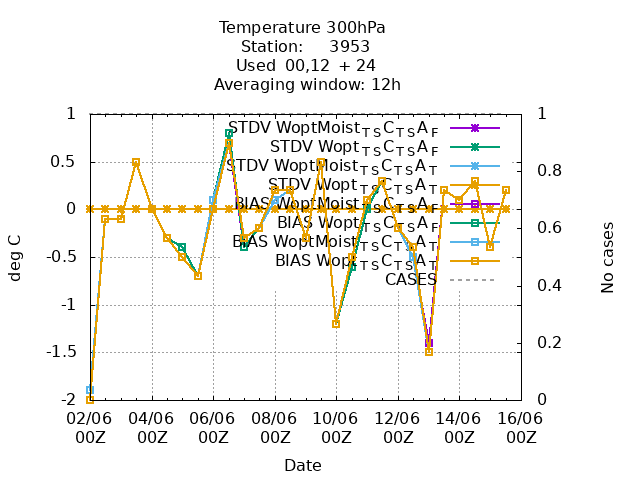 Temperature 300hPa
Station: 3953
Used 00,12 + 24
Averaging window: 12h
STDV WoptMoist_TSC_TSA_F
STDV Wopt_TSC_TSA_F
STDV WoptMoist_TSC_TSA_T
STDV Wopt_TSC_TSA_T
BIAS WoptMoist_TSC_TSA_F
BIAS Wopt_TSC_TSA_F
BIAS WoptMoist_TSC_TSA_T
BIAS Wopt_TSC_TSA_T
CASES
deg C
1
0.5
0
-0.5
-1
-1.5
-2
No cases
1
0.8
0.6
0.4
0.2
0
02/06 04/06 06/06 08/06 10/06 12/06 14/06 16/06
00Z 00Z 00Z 00Z 00Z 00Z 00Z 00Z
Date